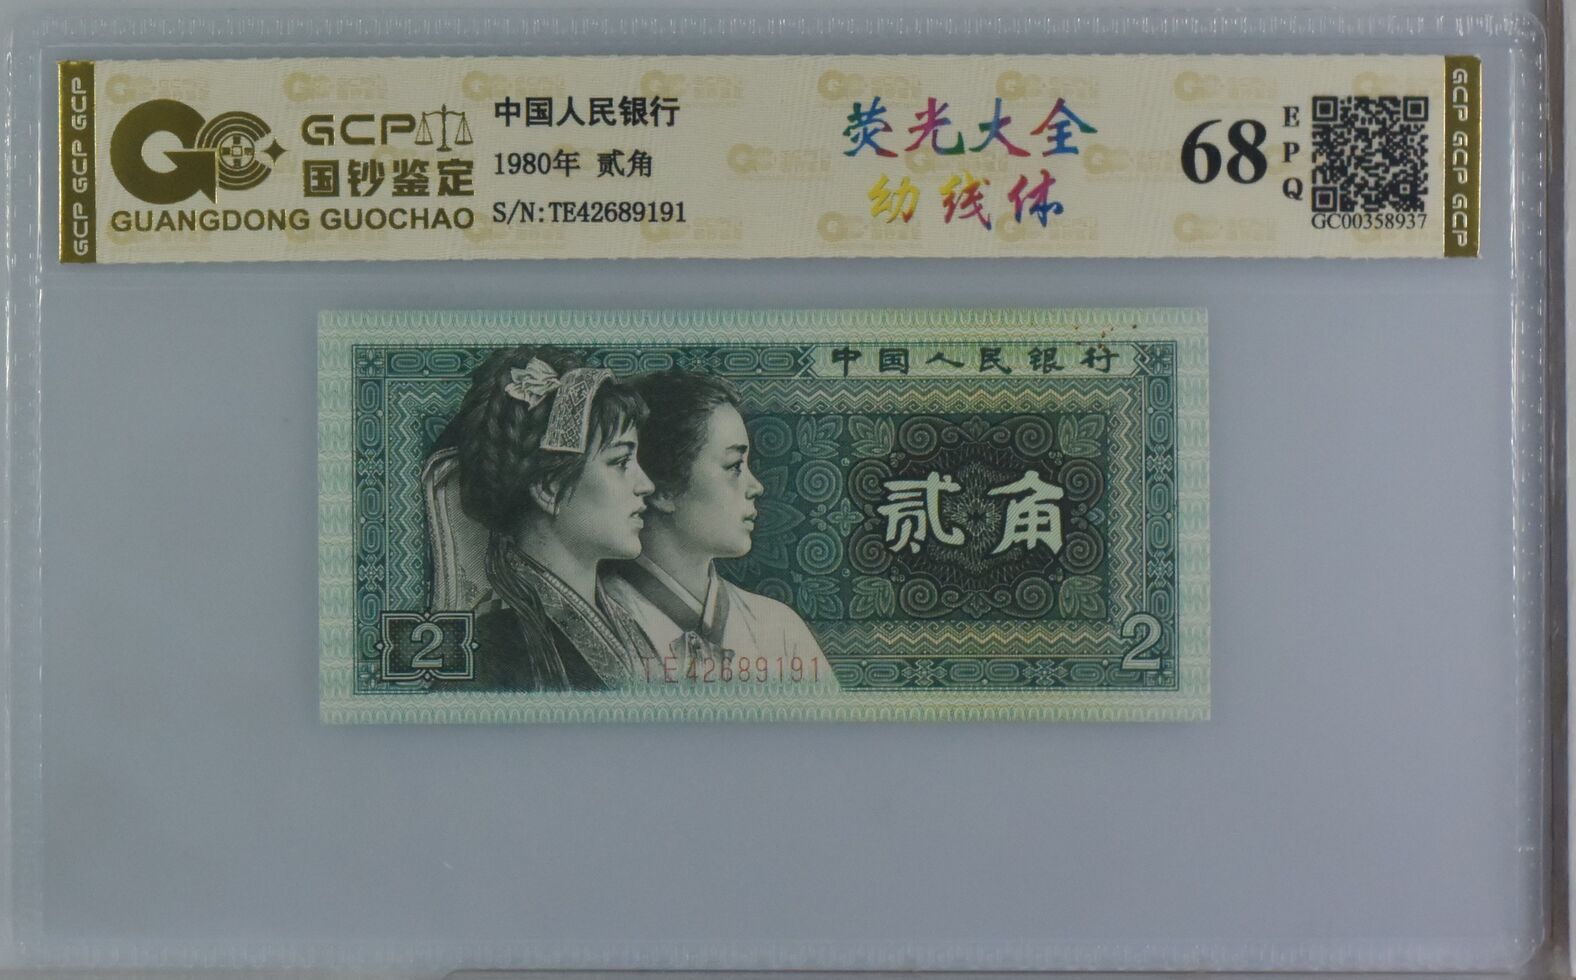 GCP GCP GCP
GC
GCP
国钞鉴定
GUANGDONG GUOCHAO
中国人民银行
1980年 贰角
S/N:TE42689191
荧光大全
幼线体
68
EPQ
GC00358937
GCP GCP GCP
中国人民银行
贰角
2
2
TE42689191